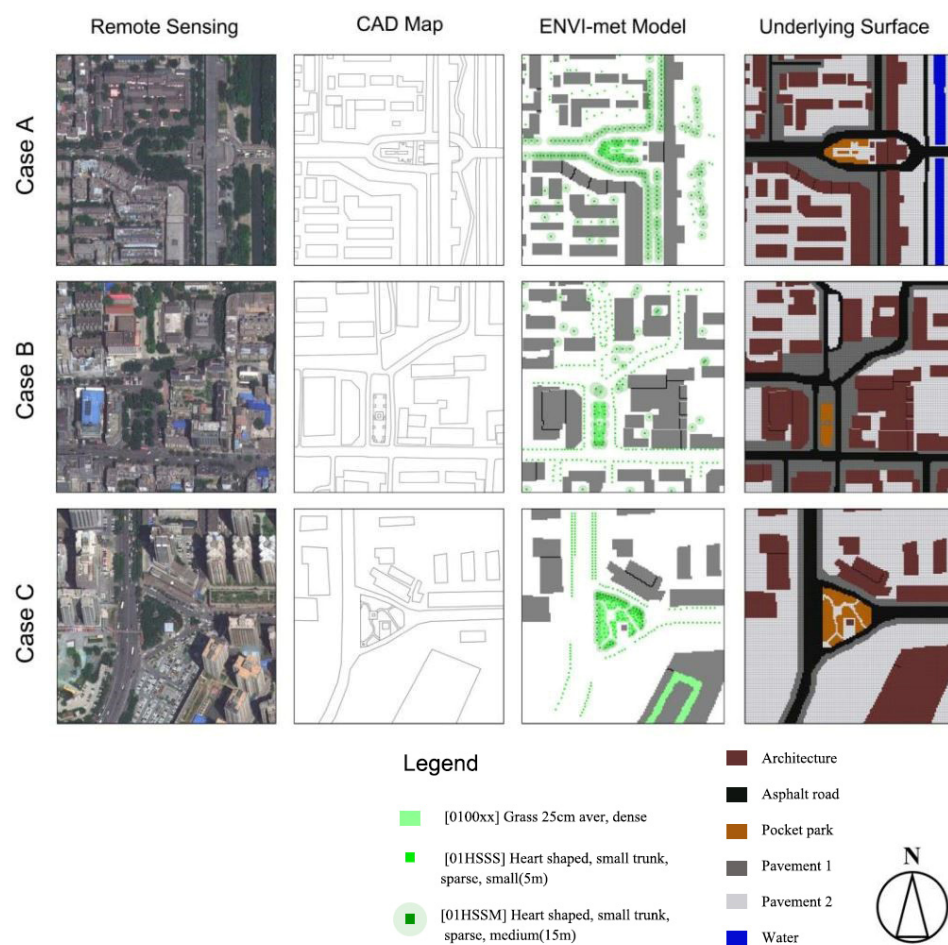 Remote Sensing
CAD Map
ENVI-met Model
Underlying Surface
Case A
Case B
Case C
Legend
[0100xx] Grass 25cm aver, dense
[01HSSS] Heart shaped, small trunk,
sparse, small(5m)
[01HSSM] Heart shaped, small trunk,
sparse, medium(15m)
Architecture
Asphalt road
Pocket park
Pavement 1
Pavement 2
Water
N